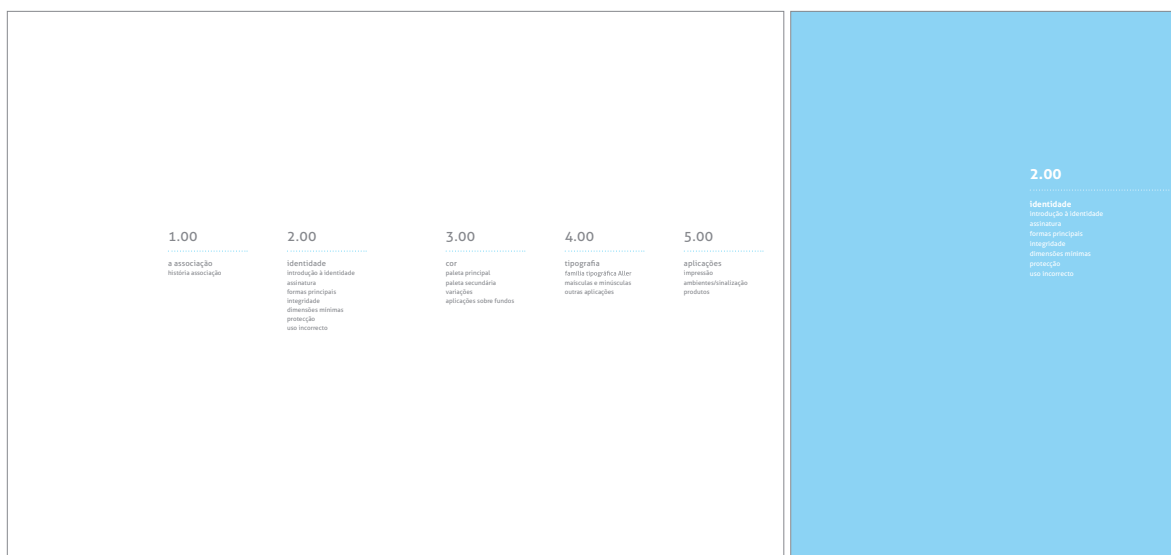 1.00
a associação
história associação
2.00
identidade
introdução à identidade
assinatura
formas principais
integridade
dimensões mínimas
protecção
uso incorrecto
3.00
cor
paleta principal
paleta secundária
variações
aplicações sobre fundos
4.00
tipografia
família tipográfica Aller
maísculas e minúsculas
outras aplicações
5.00
aplicações
impressão
ambientes/sinalização
produtos
2.00
identidade
introdução à identidade
assinatura
formas principais
integridade
dimensões mínimas
protecção
uso incorrecto